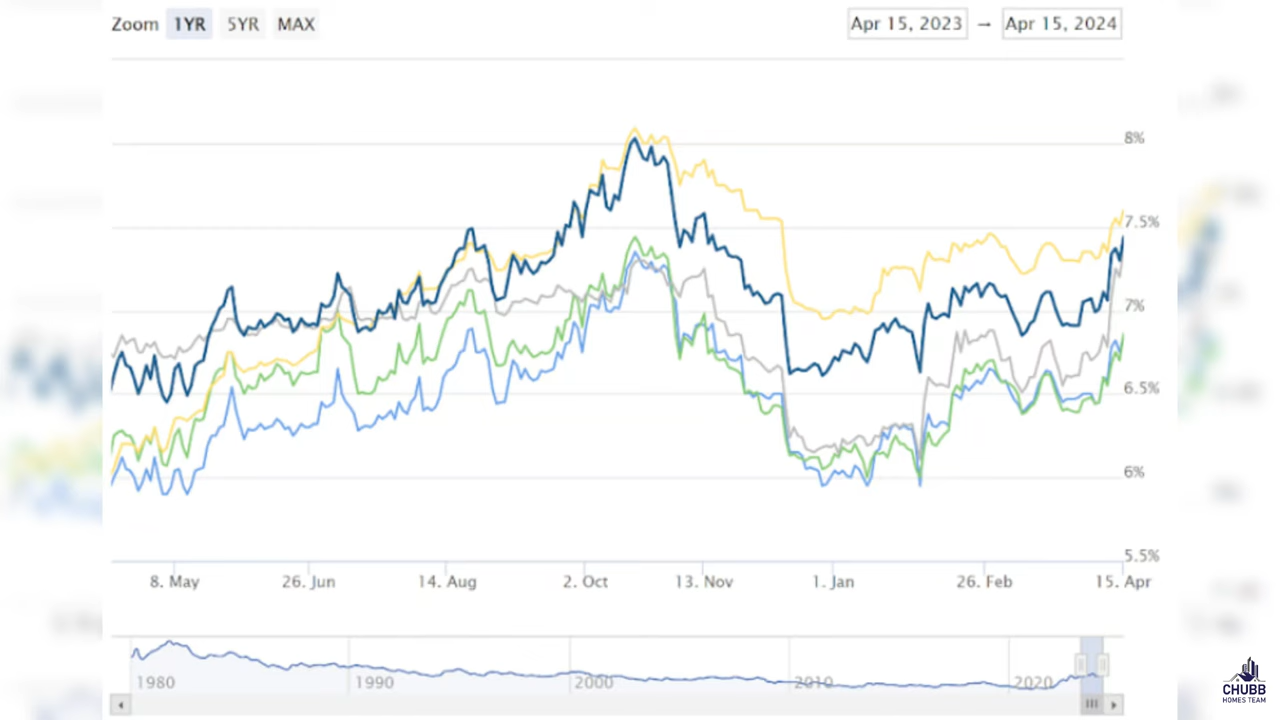 Zoom 1YR 5YR MAX
Apr 15, 2023 → Apr 15, 2024
8%
7.5%
7%
6.5%
6%
5.5%
8. May 26. Jun 14. Aug 2. Oct 13. Nov 1. Jan 26. Feb 15. Apr
1980 1990 2000 2010 2020
CHUBB
HOMES TEAM